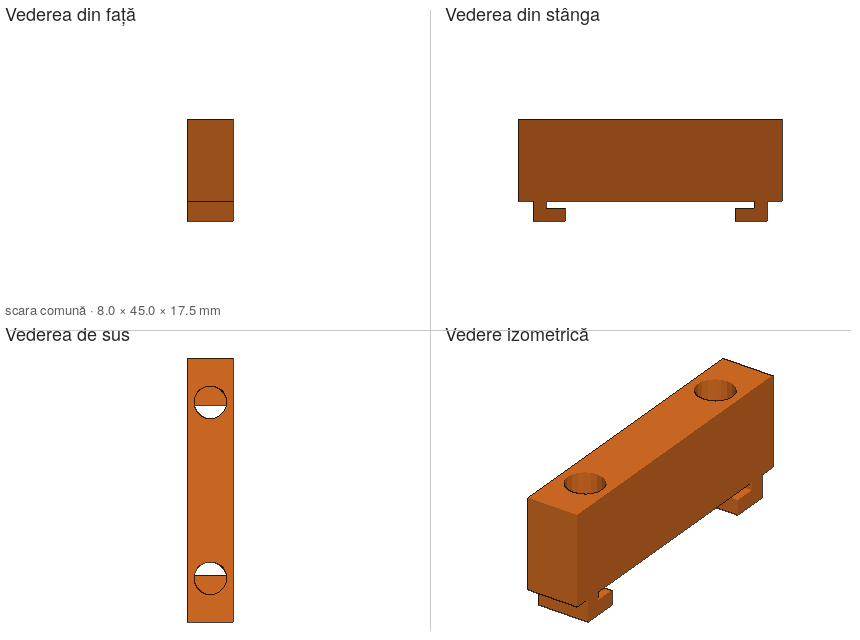 Vederea din față
Vederea din stânga
scara comună · 8.0 × 45.0 × 17.5 mm
Vederea de sus
Vedere izometrică